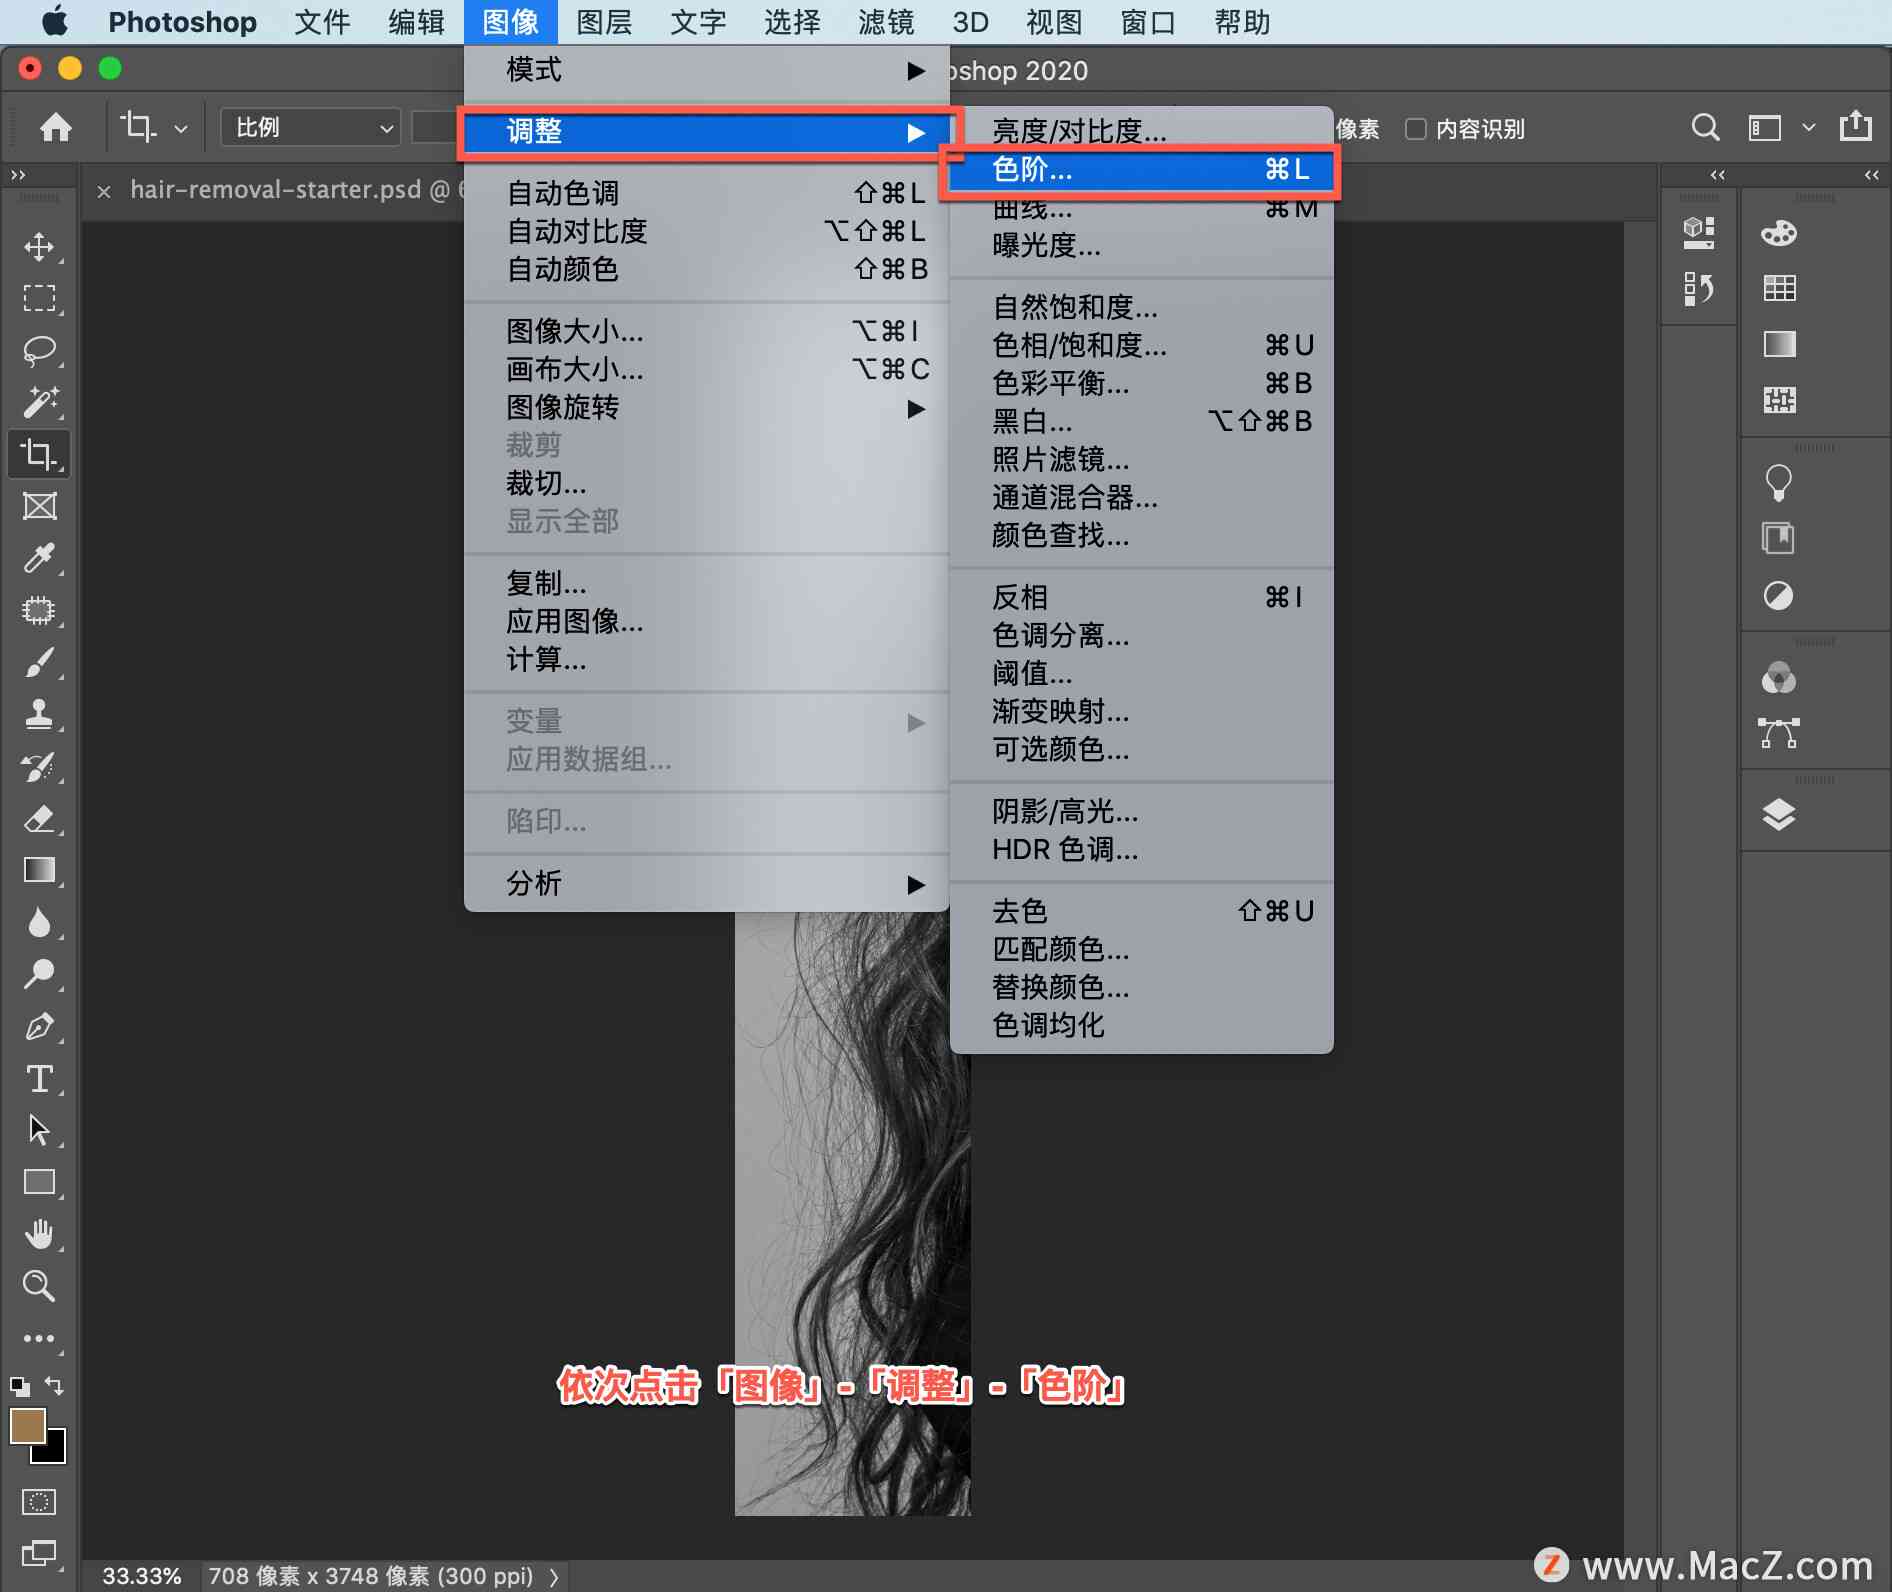 Photoshop 文件 编辑 图像 图层 文字 选择 滤镜 3D 视图 窗口 帮助
oshop 2020
比例
像素
内容识别
hair-removal-starter.psd @ 6
模式
调整
自动色调 ⇧⌘L
自动对比度 ⌥⇧⌘L
自动颜色 ⇧⌘B
图像大小... ⌥⌘I
画布大小... ⌥⌘C
图像旋转
裁剪
裁切...
显示全部
复制...
应用图像...
计算...
变量
应用数据组...
陷印...
分析
亮度/对比度...
色阶... ⌘L
曲线... ⌘M
曝光度...
自然饱和度...
色相/饱和度... ⌘U
色彩平衡... ⌘B
黑白... ⌥⇧⌘B
照片滤镜...
通道混合器...
颜色查找...
反相 ⌘I
色调分离...
阈值...
渐变映射...
可选颜色...
阴影/高光...
HDR 色调...
去色 ⇧⌘U
匹配颜色...
替换颜色...
色调均化
依次点击「图像」-「调整」-「色阶」
33.33% 708 像素 x 3748 像素 (300 ppi)
Z www.MacZ.com